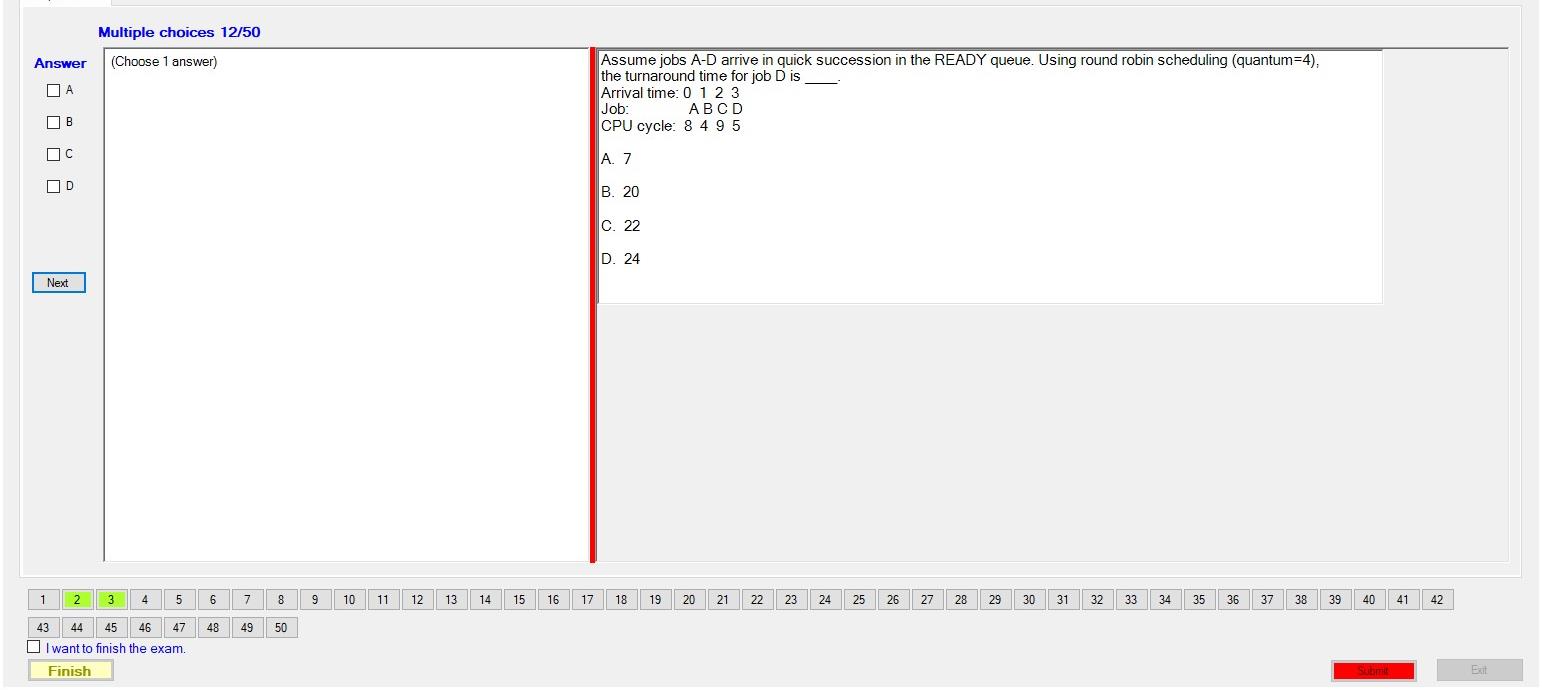 Multiple choices 12/50
Answer
(Choose 1 answer)
A
B
C
D
Next
Assume jobs A-D arrive in quick succession in the READY queue. Using round robin scheduling (quantum=4),
the turnaround time for job D is ____.
Arrival time: 0 1 2 3
Job: A B C D
CPU cycle: 8 4 9 5
A. 7
B. 20
C. 22
D. 24
1 2 3 4 5 6 7 8 9 10 11 12 13 14 15 16 17 18 19 20 21 22 23 24 25 26 27 28 29 30 31 32 33 34 35 36 37 38 39 40 41 42
43 44 45 46 47 48 49 50
I want to finish the exam.
Finish
Submit
Exit